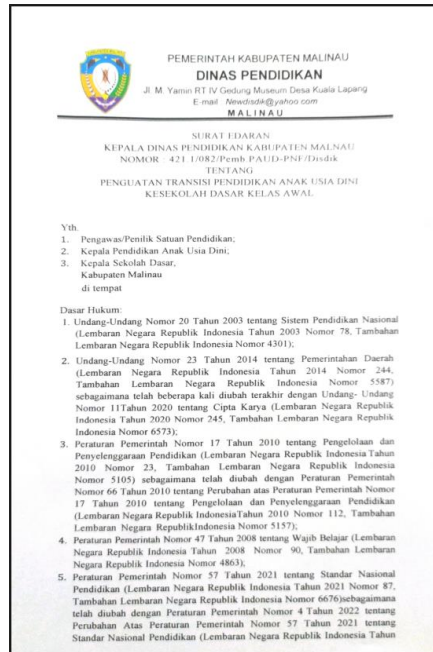 PEMERINTAH KABUPATEN MALINAU
DINAS PENDIDIKAN
Jl. M. Yamin RT IV Gedung Museum Desa Kuala Lapang
E-mail Newdisdik@yahoo.com
MALINAU
SURAT EDARAN
KEPALA DINAS PENDIDIKAN KABUPATEN MALNAU
NOMOR : 421.1/082/Pemb PAUD-PNF/Disdik
TENTANG
PENGUATAN TRANSISI PENDIDIKAN ANAK USIA DINI
KESEKOLAH DASAR KELAS AWAL
Yth.
1. Pengawas/Penilik Satuan Pendidikan;
2. Kepala Pendidikan Anak Usia Dini;
3. Kepala Sekolah Dasar,
Kabupaten Malinau
di tempat
Dasar Hukum:
1. Undang-Undang Nomor 20 Tahun 2003 tentang Sistem Pendidikan Nasional
(Lembaran Negara Republik Indonesia Tahun 2003 Nomor 78, Tambahan
Lembaran Negara Republik Indonesia Nomor 4301);
2. Undang-Undang Nomor 23 Tahun 2014 tentang Pemerintahan Daerah
(Lembaran Negara Republik Indonesia Tahun 2014 Nomor 244,
Tambahan Lembaran Negara Republik Indonesia Nomor 5587)
sebagaimana telah beberapa kali diubah terakhir dengan Undang- Undang
Nomor 11Tahun 2020 tentang Cipta Karya (Lembaran Negara Republik
Indonesia Tahun 2020 Nomor 245, Tambahan Lembaran Negara Republik
Indonesia Nomor 6573);
3. Peraturan Pemerintah Nomor 17 Tahun 2010 tentang Pengelolaan dan
Penyelenggaraan Pendidikan (Lembaran Negara Republik Indonesia Tahun
2010 Nomor 23, Tambahan Lembaran Negara Republik Indonesia
Nomor 5105) sebagaimana telah diubah dengan Peraturan Pemerintah
Nomor 66 Tahun 2010 tentang Perubahan atas Peraturan Pemerintah Nomor
17 Tahun 2010 tentang Pengelolaan dan Penyelenggaraan Pendidikan
(Lembaran Negara Republik IndonesiaTahun 2010 Nomor 112, Tambahan
Lembaran Negara RepublikIndonesia Nomor 5157);
4. Peraturan Pemerintah Nomor 47 Tahun 2008 tentang Wajib Belajar (Lembaran
Negara Republik Indonesia Tahun 2008 Nomor 90, Tambahan Lembaran
Negara Republik Indonesia Nomor 4863);
5. Peraturan Pemerintah Nomor 57 Tahun 2021 tentang Standar Nasional
Pendidikan (Lembaran Negara Republik Indonesia Tahun 2021 Nomor 87,
Tambahan Lembaran Negara Republik Indonesia Nomor 6676)sebagaimana
telah diubah dengan Peraturan Pemerintah Nomor 4 Tahun 2022 tentang
Perubahan Atas Peraturan Pemerintah Nomor 57 Tahun 2021 tentang
Standar Nasional Pendidikan (Lembaran Negara Republik Indonesia Tahun